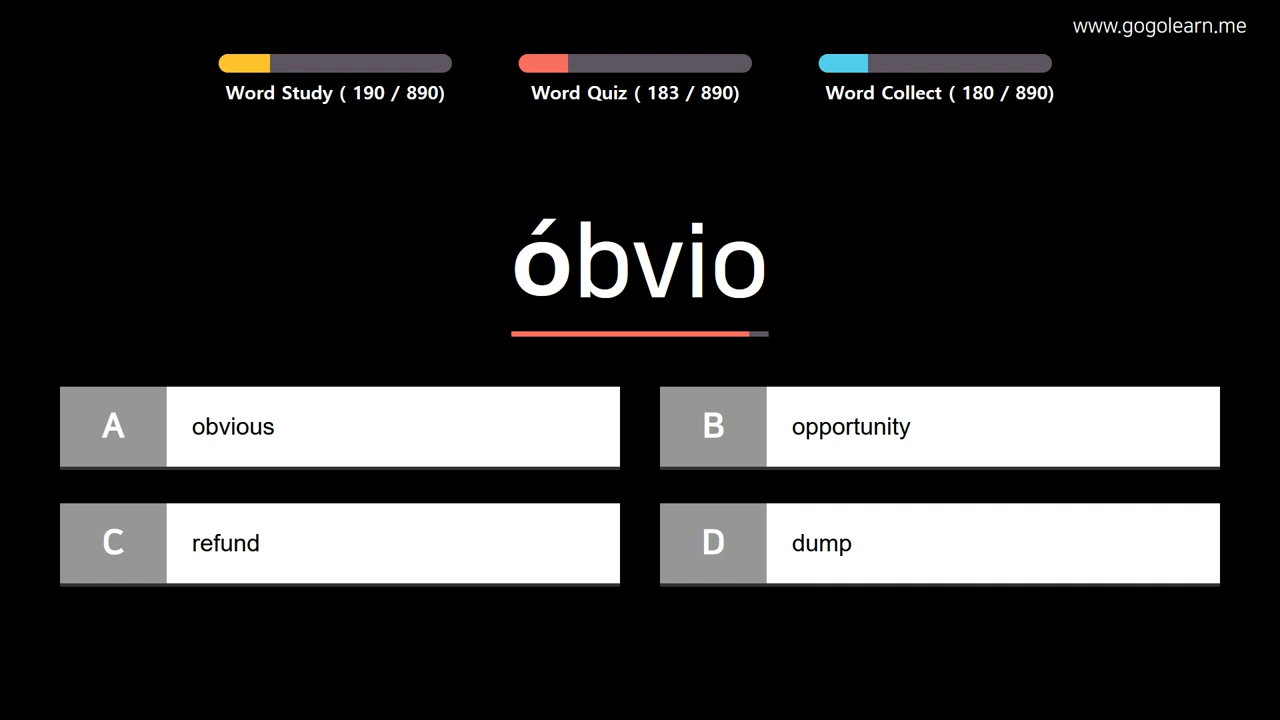 www.gogolearn.me
Word Study ( 190 / 890)
Word Quiz ( 183 / 890)
Word Collect ( 180 / 890)
óbvio
A obvious
B opportunity
C refund
D dump